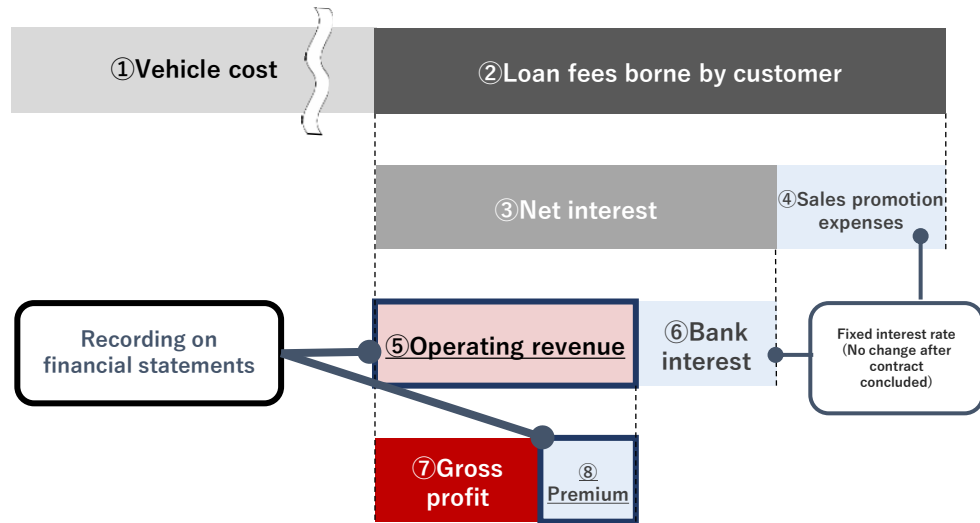 ①Vehicle cost
②Loan fees borne by customer
③Net interest
④Sales promotion
expenses
Recording on
financial statements
⑤Operating revenue
⑥Bank
interest
Fixed interest rate
(No change after
contract
concluded)
⑦Gross
profit
⑧
Premium